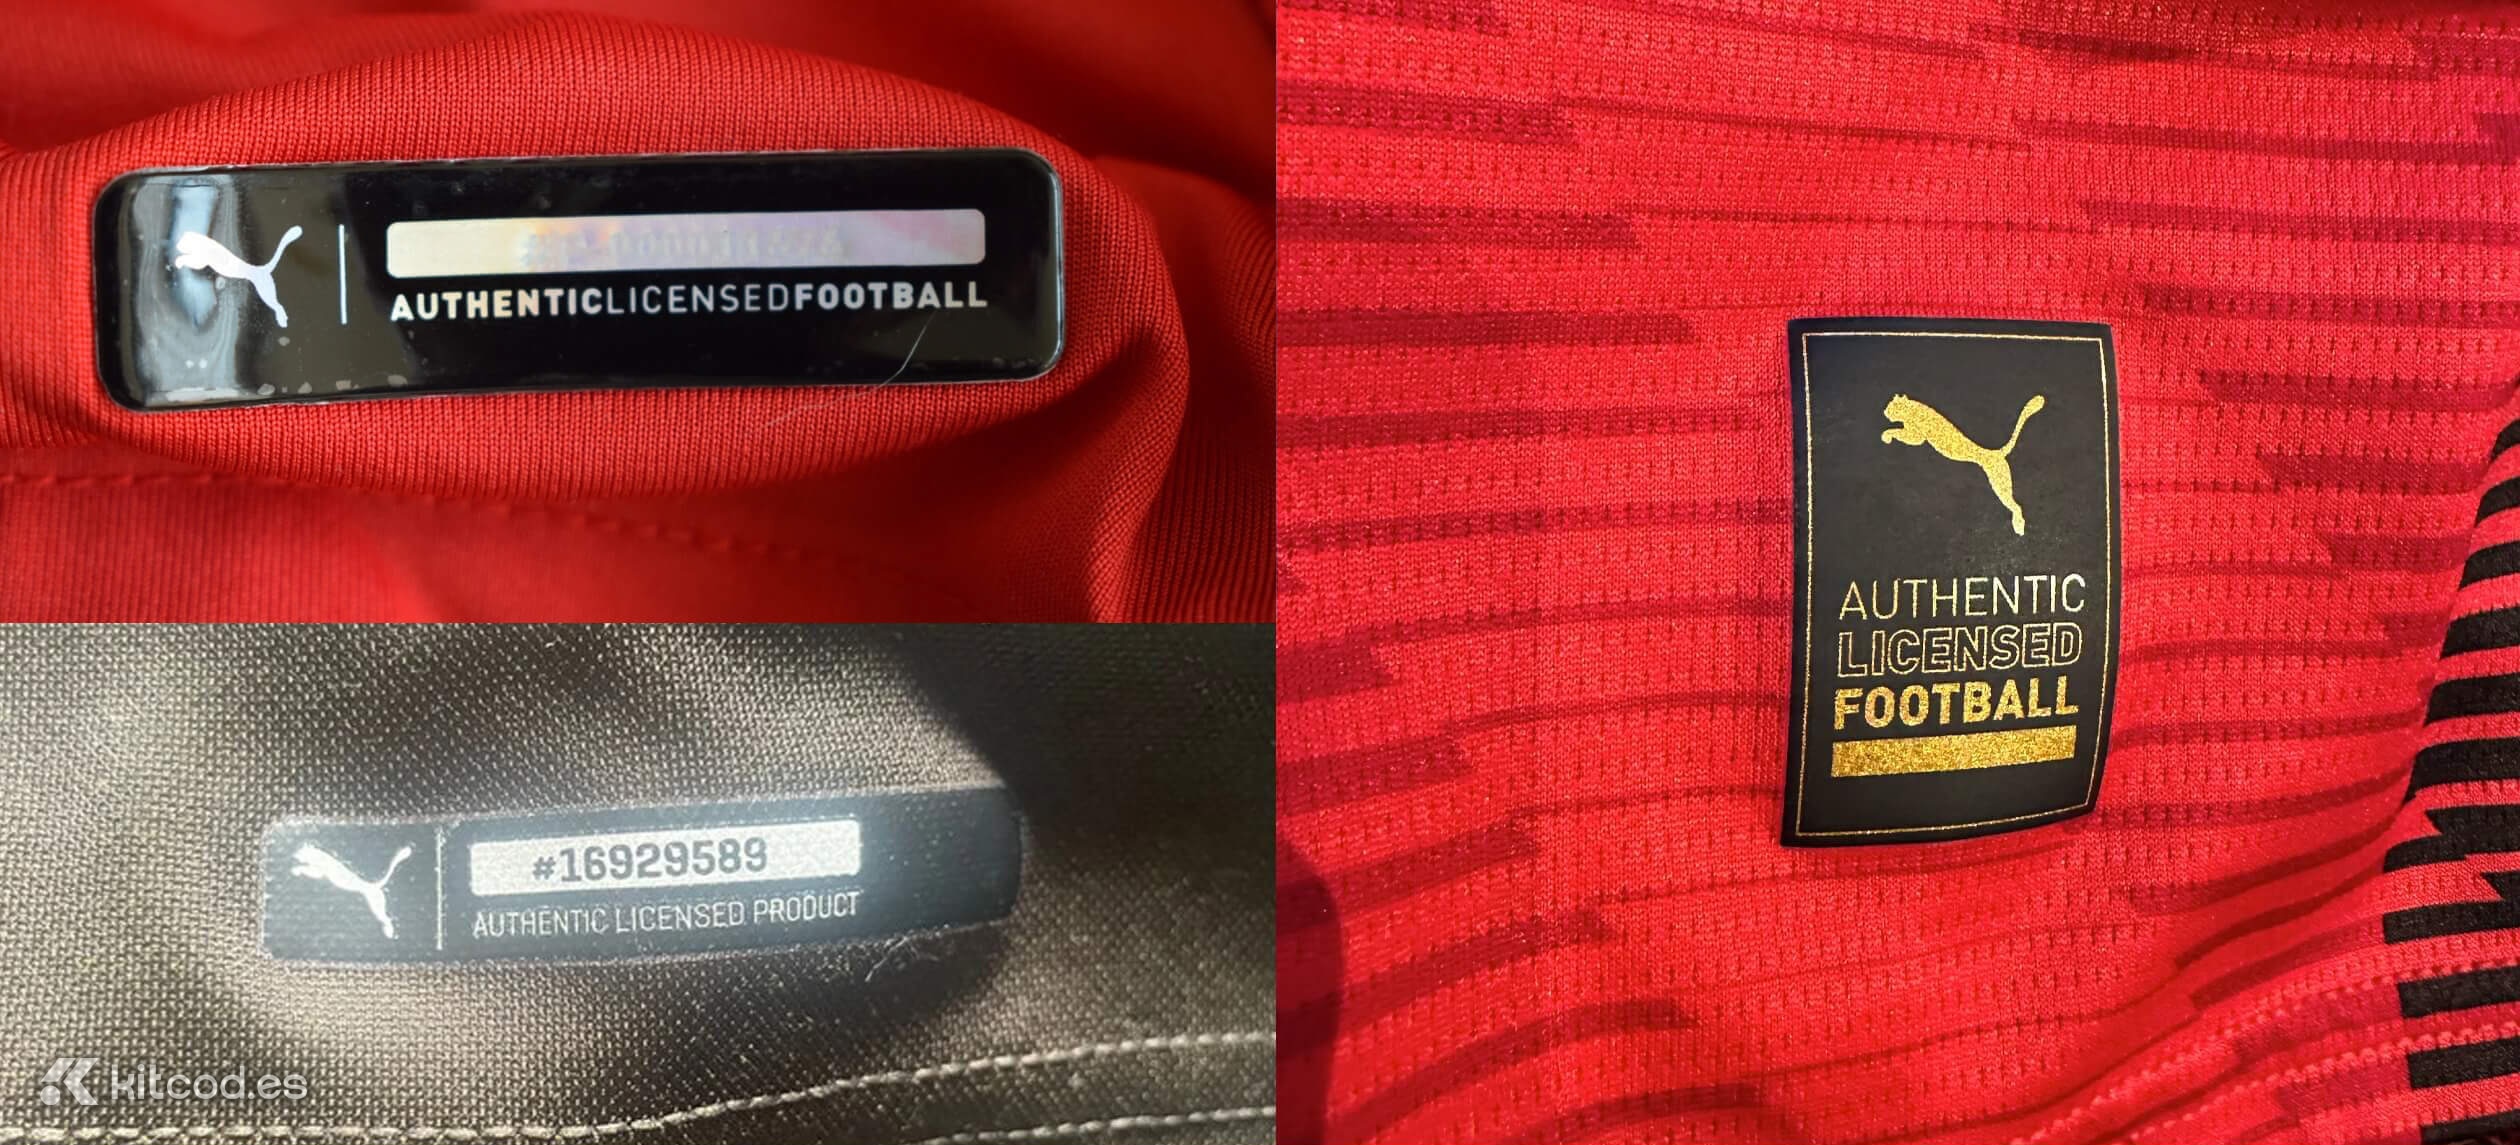 AUTHENTICLICENSEDFOOTBALL
#16929589
AUTHENTIC LICENSED PRODUCT
kitcod.es
AUTHENTIC
LICENSED
FOOTBALL